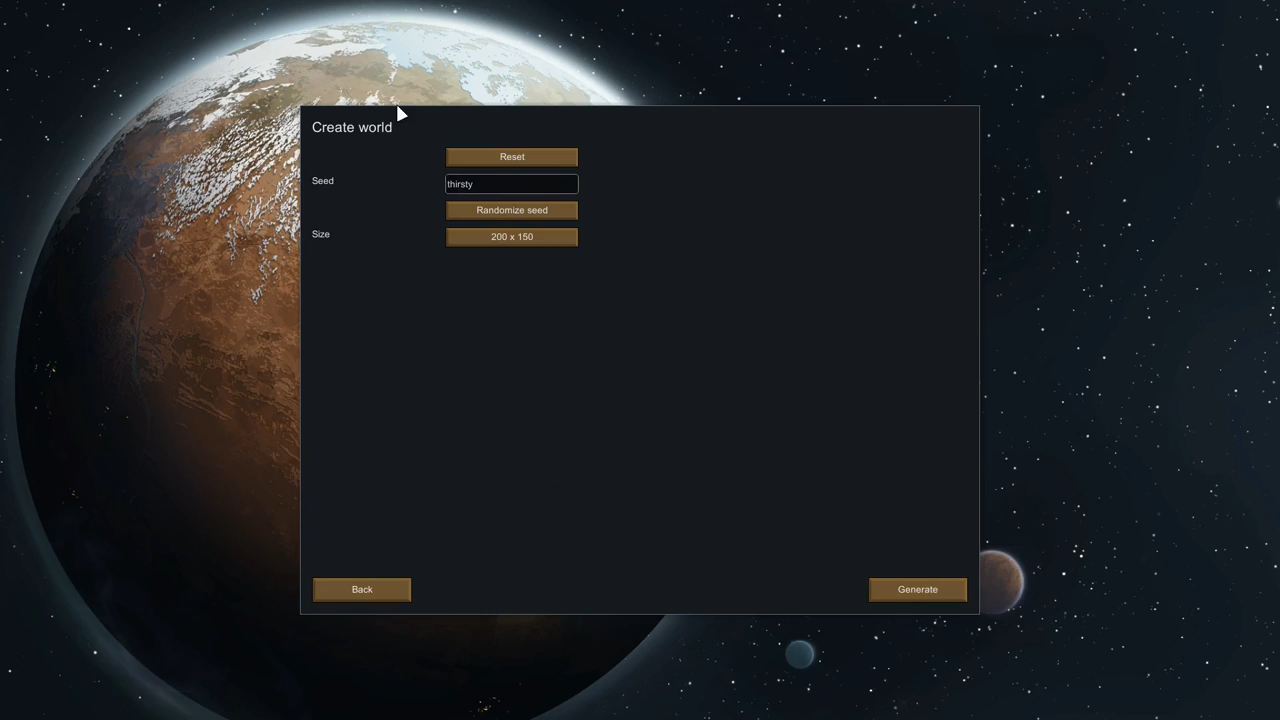 Create world
Reset
Seed
thirsty
Randomize seed
Size
200 x 150
Back
Generate